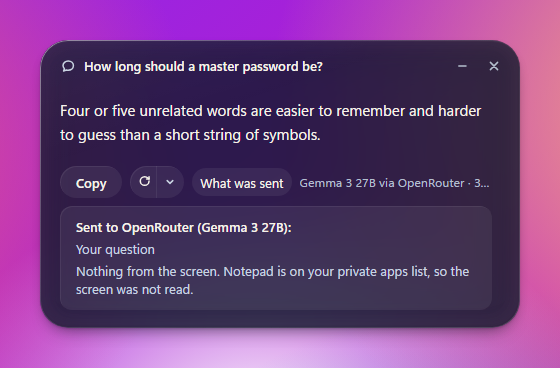 How long should a master password be?
Four or five unrelated words are easier to remember and harder
to guess than a short string of symbols.
Copy
What was sent
Gemma 3 27B via OpenRouter · 3...
Sent to OpenRouter (Gemma 3 27B):
Your question
Nothing from the screen. Notepad is on your private apps list, so the
screen was not read.